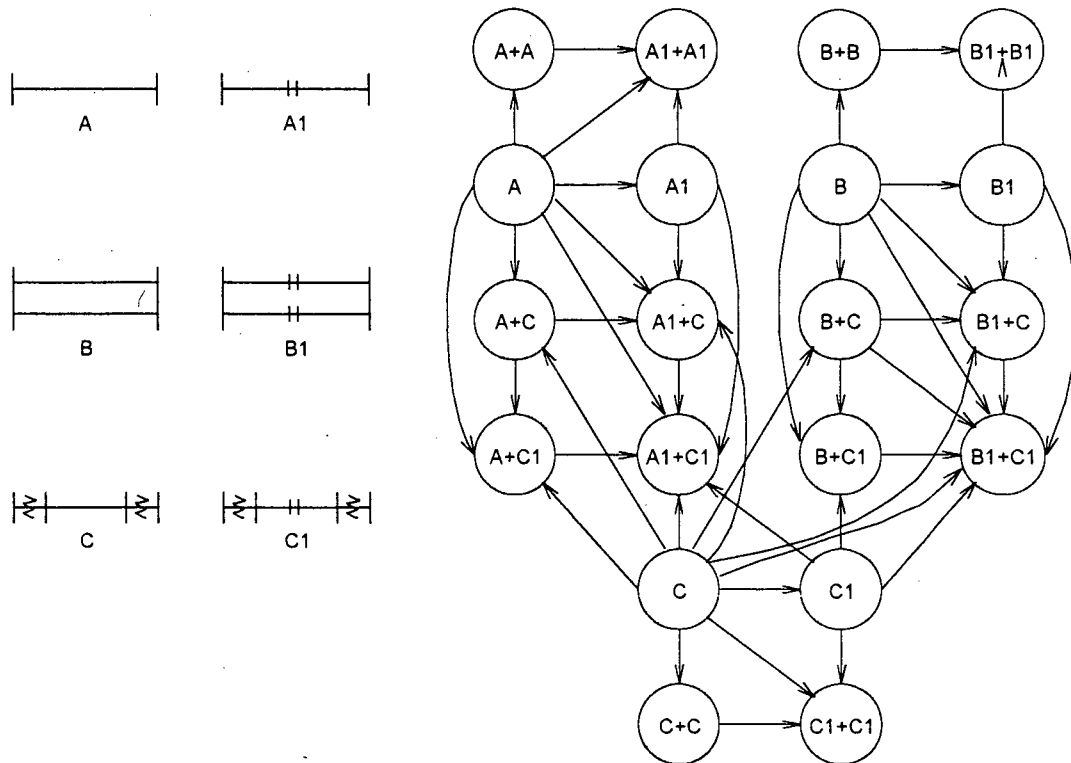 A+A A1+A1 B+B B1+B1
A A1
A A1 B B1
B B1
A+C A1+C B+C B1+C
A+C1 A1+C1 B+C1 B1+C1
C C1
C C1
C+C C1+C1